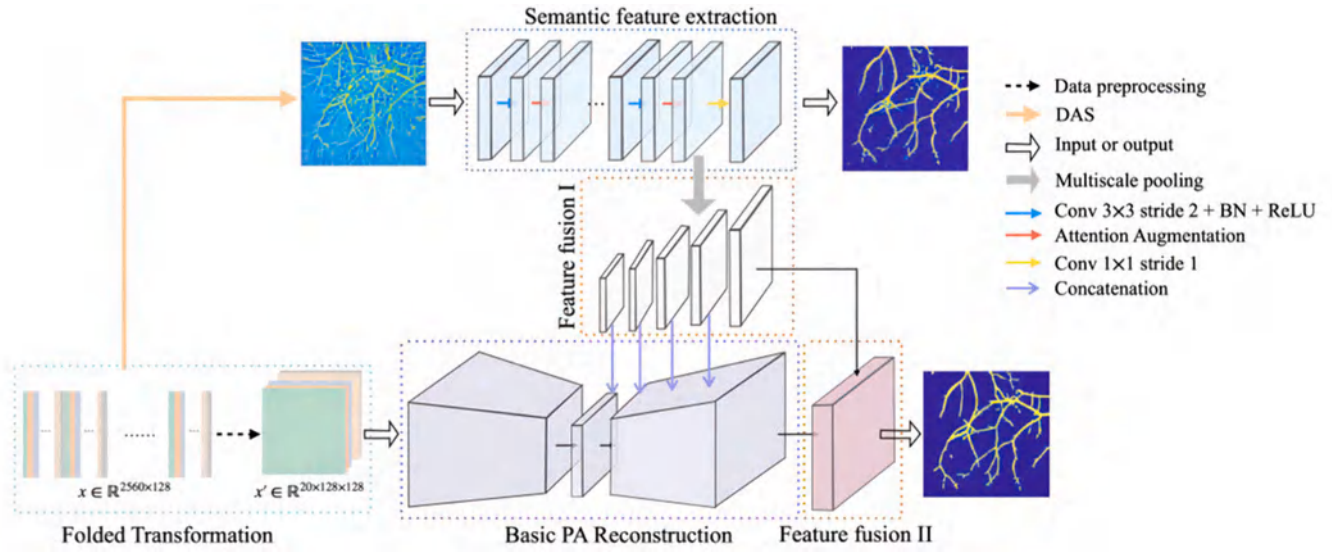 Semantic feature extraction
...
Data preprocessing
DAS
Input or output
Multiscale pooling
Conv 3×3 stride 2 + BN + ReLU
Attention Augmentation
Conv 1×1 stride 1
Concatenation
Feature fusion I
... ... ...... ...
x ∈ ℝ^2560×128
x′ ∈ ℝ^20×128×128
Folded Transformation
Basic PA Reconstruction
Feature fusion II